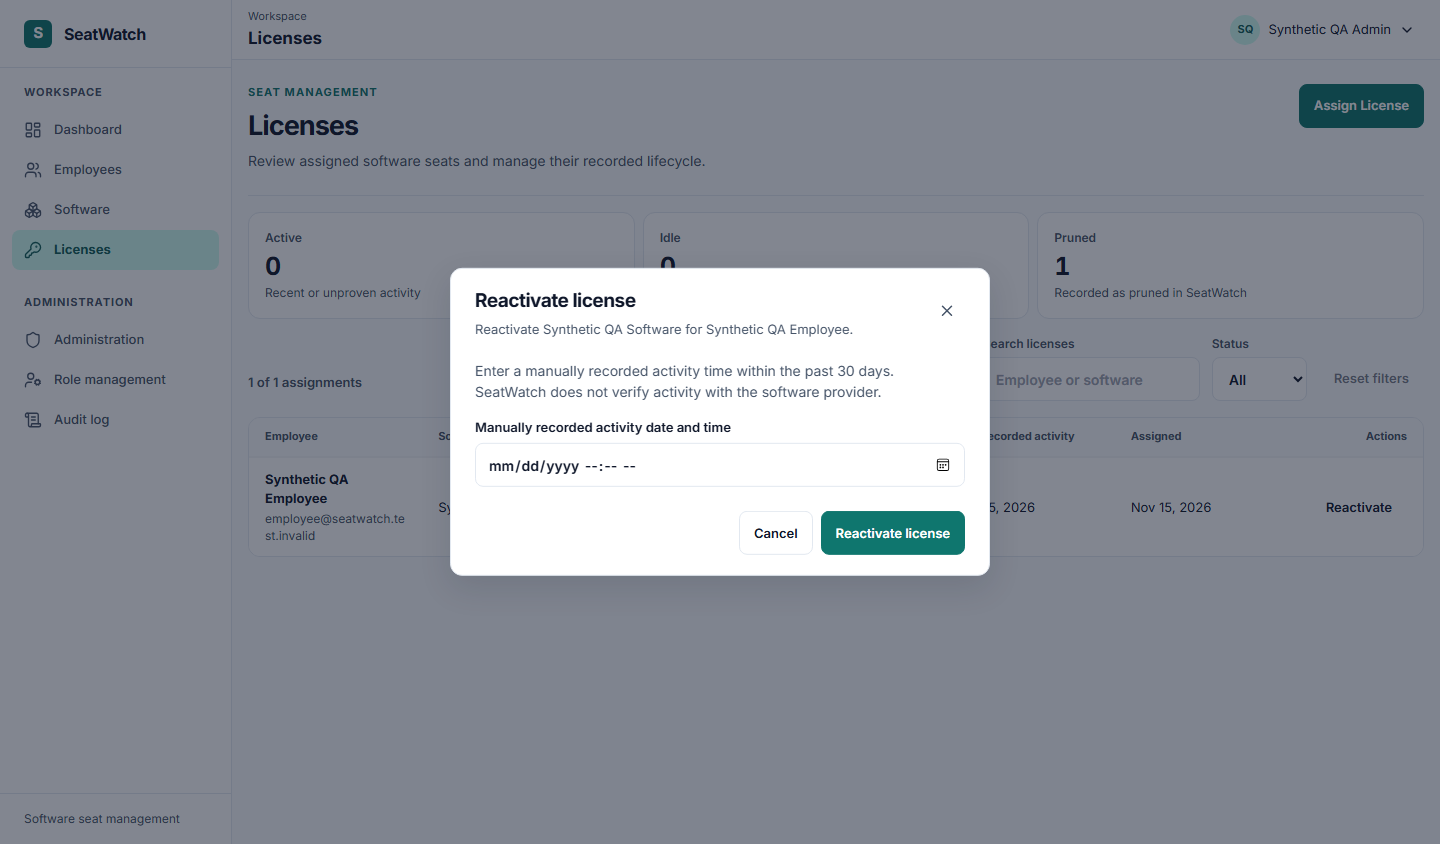 S SeatWatch
WORKSPACE
Dashboard
Employees
Software
Licenses
ADMINISTRATION
Administration
Role management
Audit log
Software seat management
Workspace
Licenses
SQ Synthetic QA Admin
SEAT MANAGEMENT
Licenses
Review assigned software seats and manage their recorded lifecycle.
Assign License
Active
0
Recent or unproven activity
Idle
Pruned
1
Recorded as pruned in SeatWatch
1 of 1 assignments
earch licenses
Employee or software
Status
All
Reset filters
Employee
ecorded activity
Assigned
Actions
Synthetic QA
Employee
employee@seatwatch.te
st.invalid
5, 2026
Nov 15, 2026
Reactivate
Reactivate license
Reactivate Synthetic QA Software for Synthetic QA Employee.
Enter a manually recorded activity time within the past 30 days.
SeatWatch does not verify activity with the software provider.
Manually recorded activity date and time
mm/dd/yyyy --:-- --
Cancel
Reactivate license